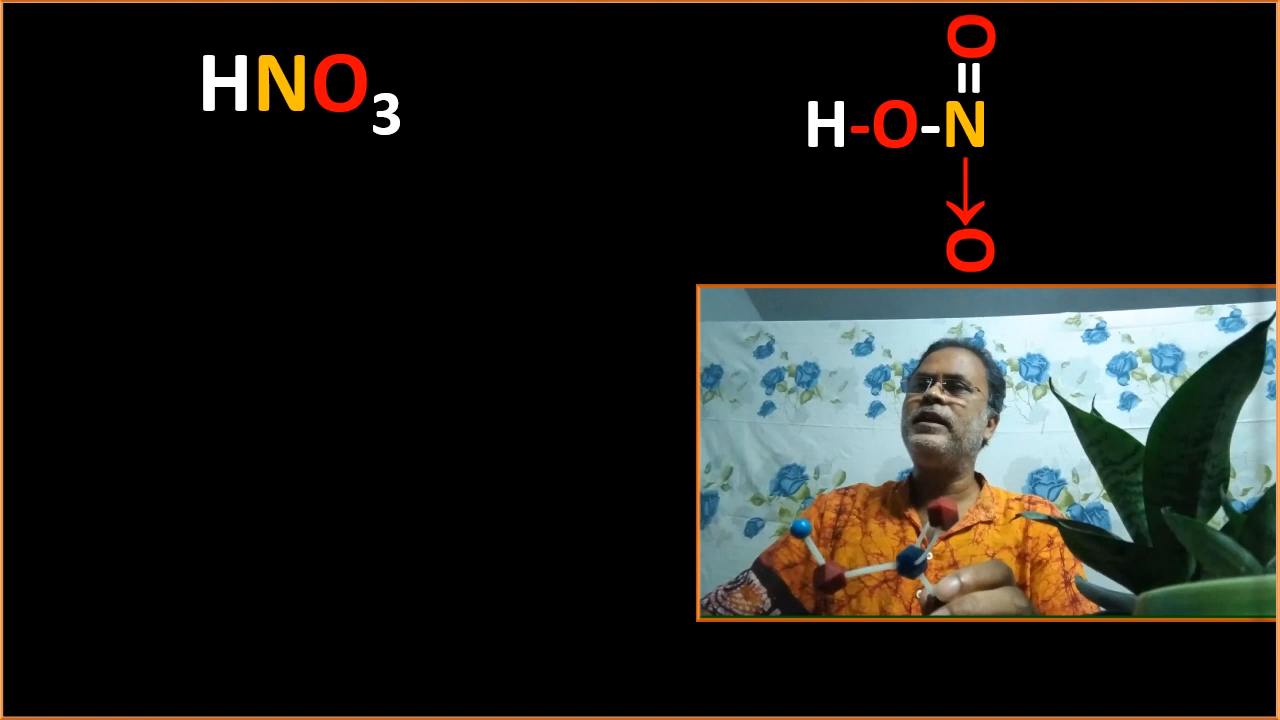 HNO₃
O
||
H-O-N
↓
O